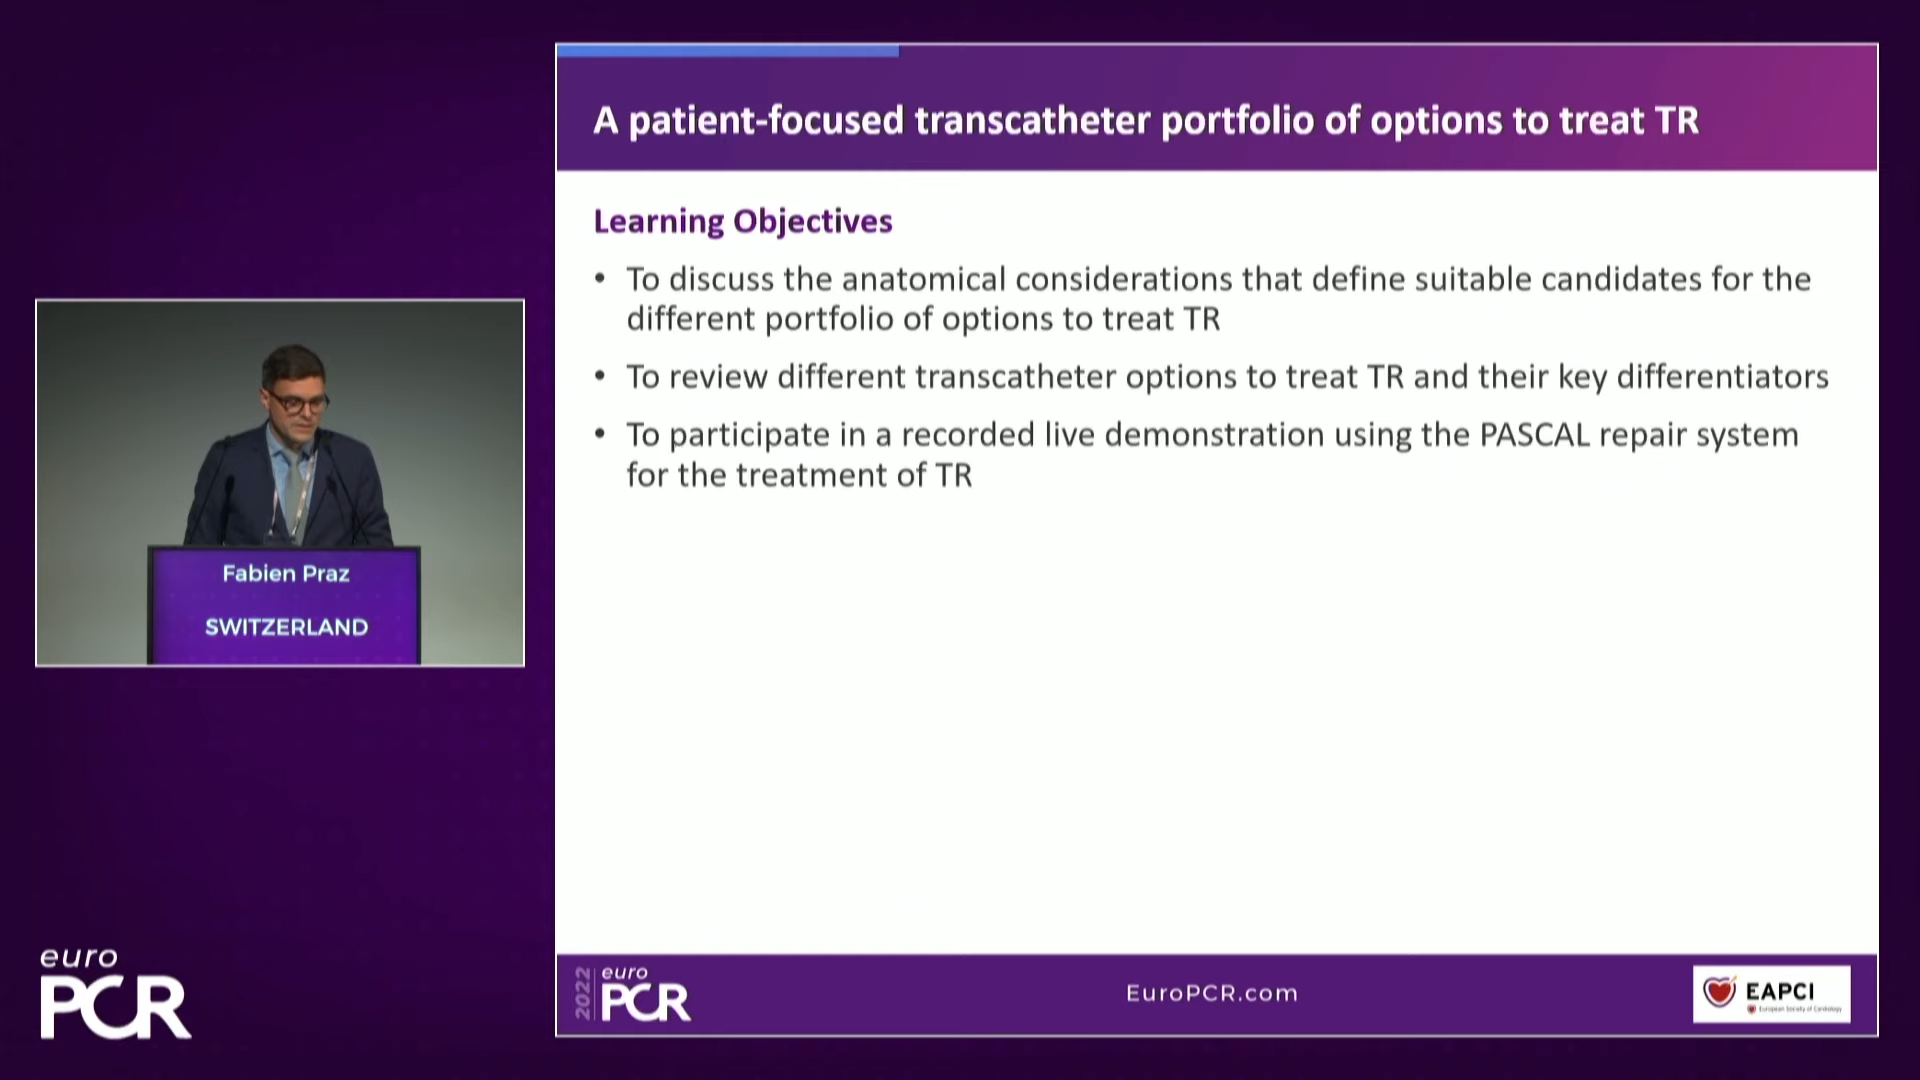 A patient-focused transcatheter portfolio of options to treat TR
Learning Objectives
• To discuss the anatomical considerations that define suitable candidates for the
different portfolio of options to treat TR
• To review different transcatheter options to treat TR and their key differentiators
• To participate in a recorded live demonstration using the PASCAL repair system
for the treatment of TR
Fabien Praz
SWITZERLAND
euro
PCR
2022
euro
PCR
EuroPCR.com
EAPCI
European Society of Cardiology